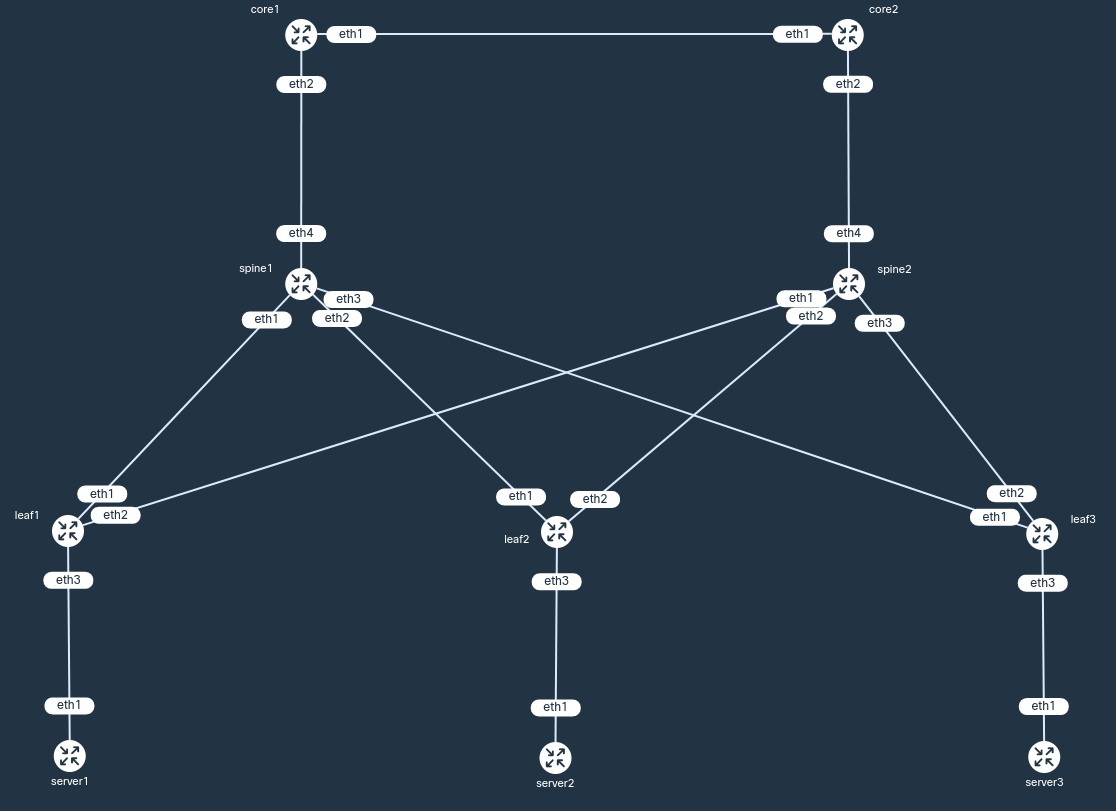 core1
core2
eth1
eth1
eth2
eth2
eth4
eth4
spine1
spine2
eth3
eth1
eth1
eth2
eth2
eth3
eth1
eth2
eth1
eth2
eth2
eth1
leaf1
leaf2
leaf3
eth3
eth3
eth3
eth1
eth1
eth1
server1
server2
server3